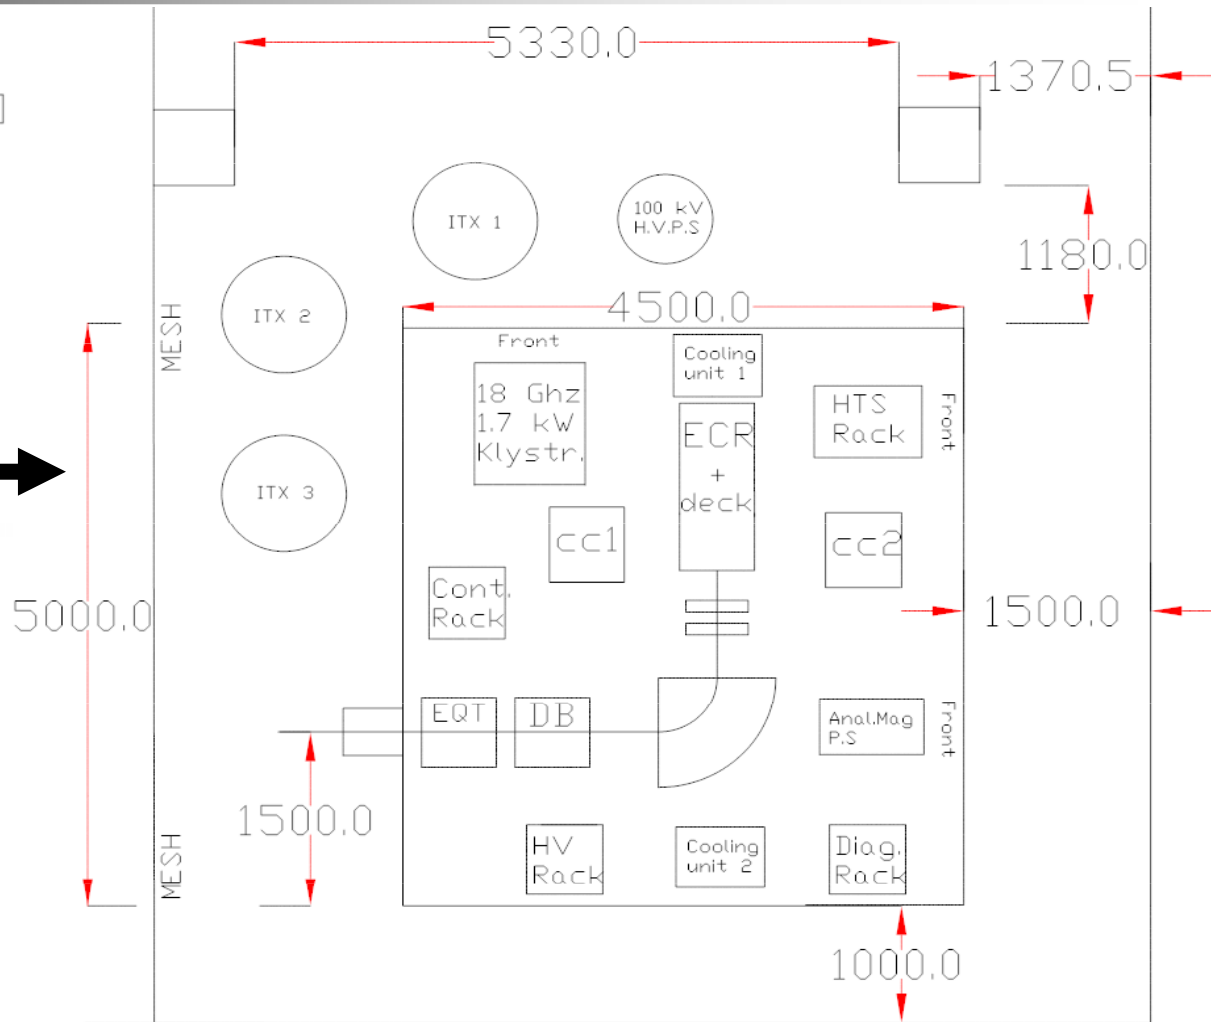 5330.0
1370.5
ITX 1
100 kV
H.V.P.S
1180.0
4500.0
ITX 2
MESH
Front
Cooling
unit 1
18 Ghz
1.7 kW
Klystr.
ECR
+
deck
HTS
Rack
Front
ITX 3
cc1
cc2
Cont.
Rack
5000.0
1500.0
EQT
DB
Anal.Mag
P.S
Front
1500.0
MESH
HV
Rack
Cooling
unit 2
Diag.
Rack
1000.0